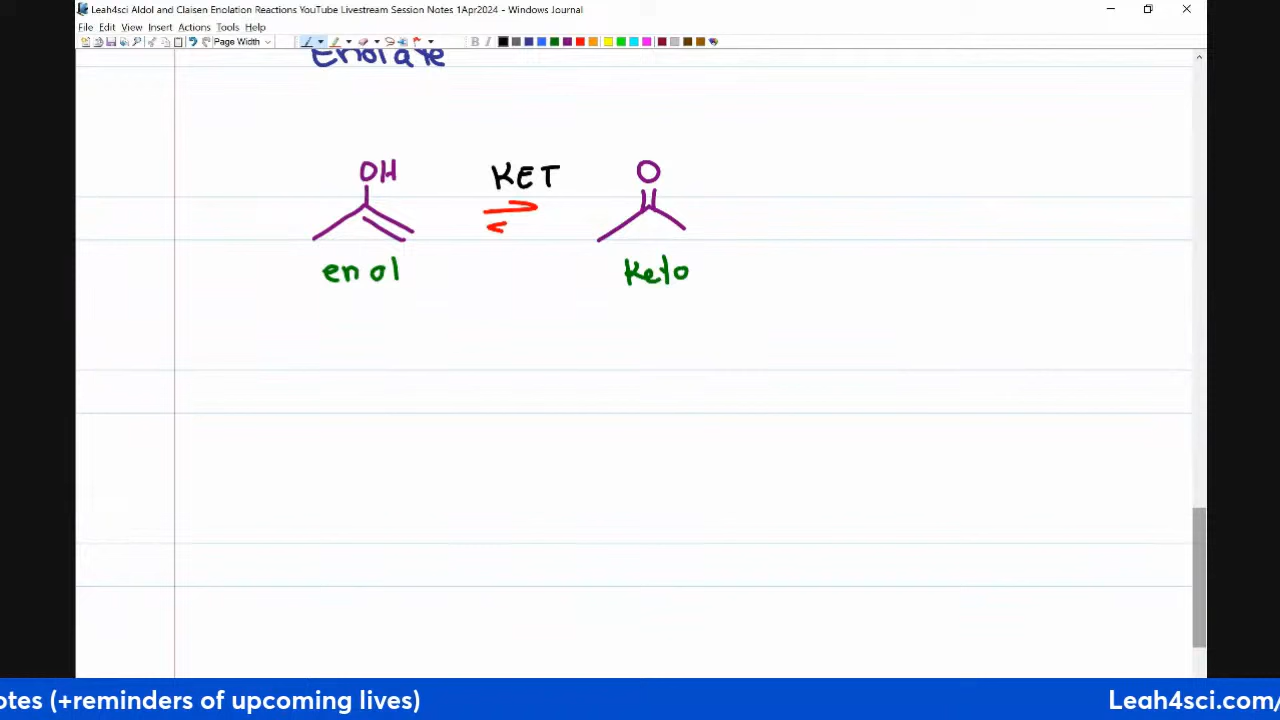 Leah4sci Aldol and Claisen Enolation Reactions YouTube Livestream Session Notes 1Apr2024 - Windows Journal
File Edit View Insert Actions Tools Help
Page Width
B I
Enolate
OH
KET
O
enol
Keto
otes (+reminders of upcoming lives)
Leah4sci.com/